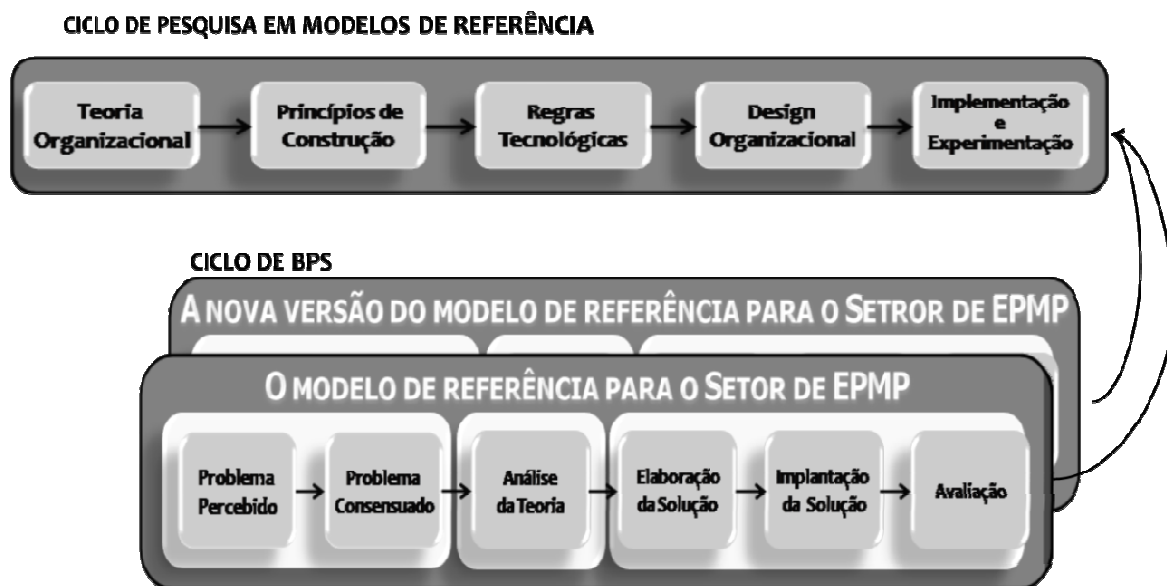 CICLO DE PESQUISA EM MODELOS DE REFERÊNCIA
Teoria
Organizacional
Princípios de
Construção
Regras
Tecnológicas
Design
Organizacional
Implementação
e
Experimentação
CICLO DE BPS
A NOVA VERSÃO DO MODELO DE REFERÊNCIA PARA O SETROR DE EPMP
O MODELO DE REFERÊNCIA PARA O SETOR DE EPMP
Problema
Percebido
Problema
Consensuado
Análise
da Teoria
Elaboração
da Solução
Implantação
da Solução
Avaliação